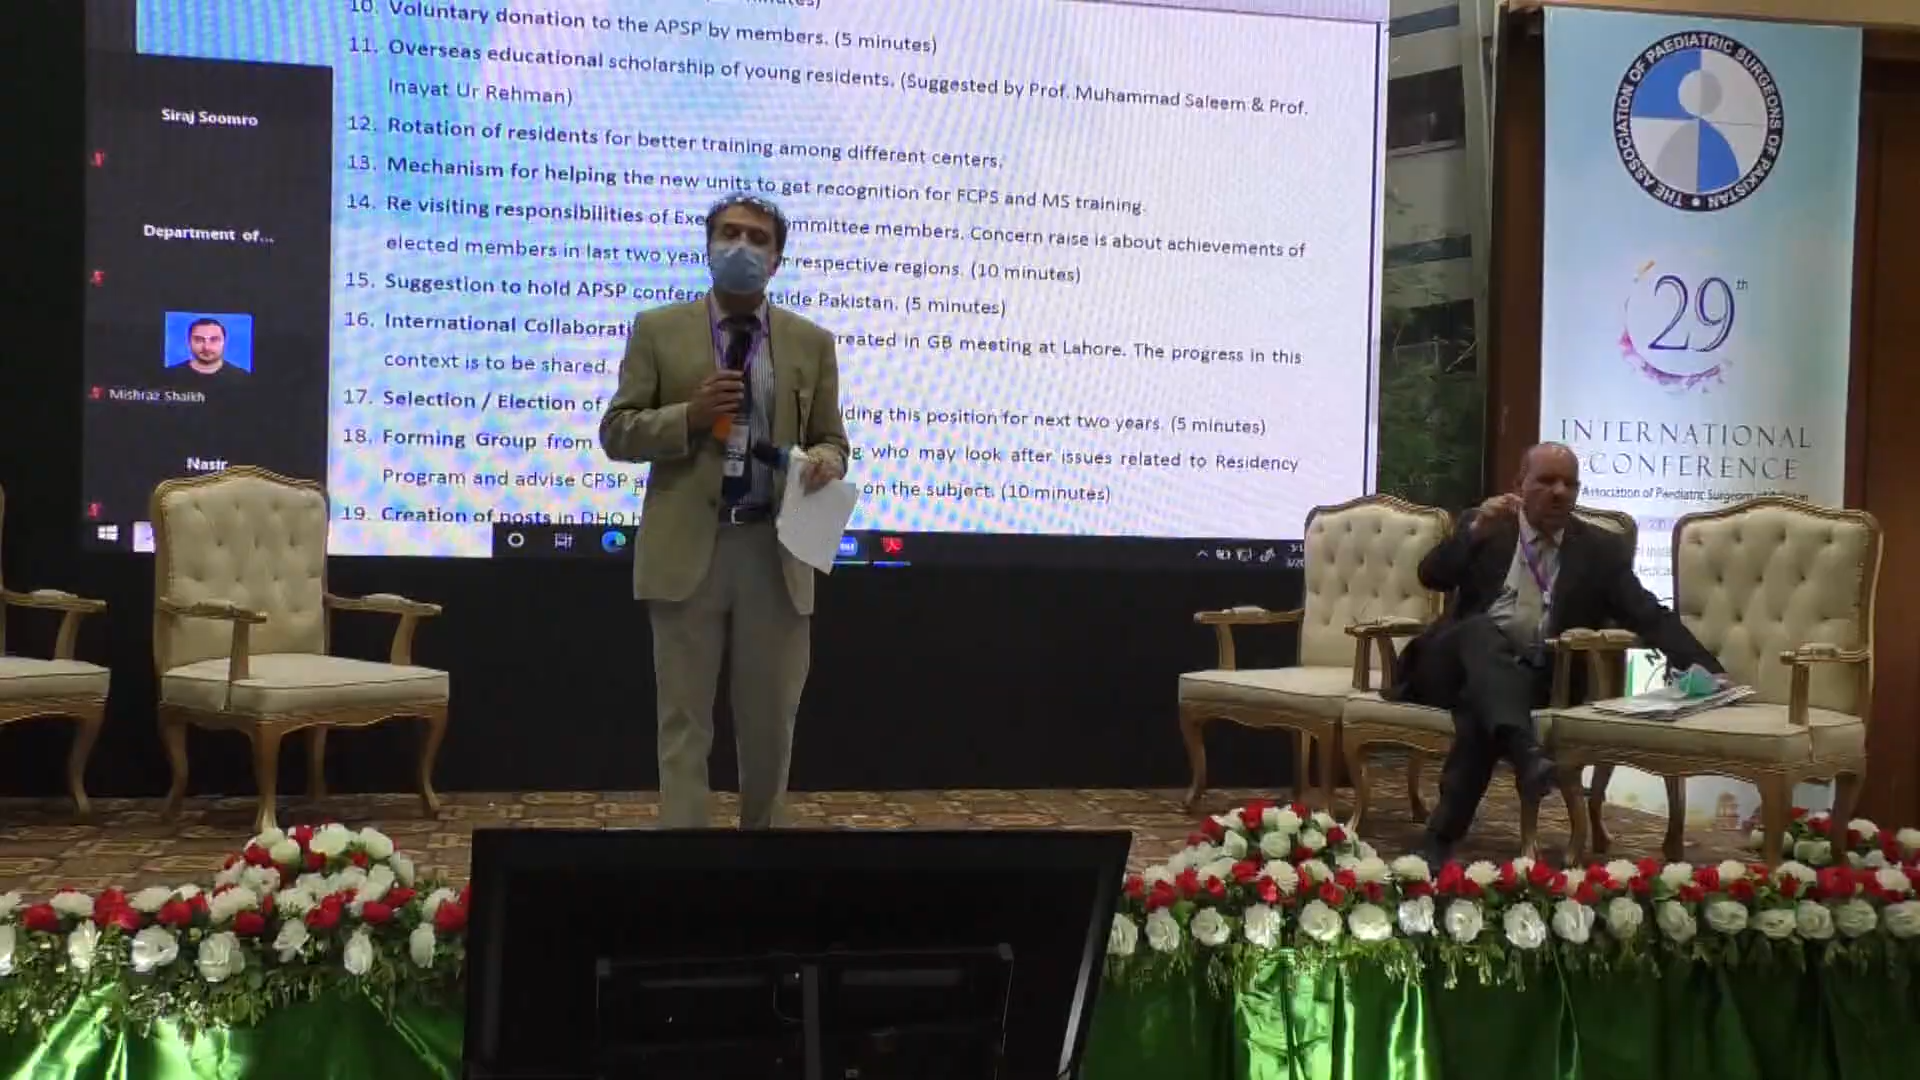 10. Voluntary donation to the APSP by members. (5 minutes)
11. Overseas educational scholarship of young residents. (Suggested by Prof. Muhammad Saleem & Prof.
Inayat Ur Rehman)
12. Rotation of residents for better training among different centers.
13. Mechanism for helping the new units to get recognition for FCPS and MS training.
14. Re visiting responsibilities of Exe mmittee members. Concern raise is about achievements of
elected members in last two year r respective regions. (10 minutes)
15. Suggestion to hold APSP confere tside Pakistan. (5 minutes)
16. International Collaborati reated in GB meeting at Lahore. The progress in this
context is to be shared.
17. Selection / Election of lding this position for next two years. (5 minutes)
18. Forming Group from g who may look after issues related to Residency
Program and advise CPSP on the subject. (10 minutes)
19. Creation of posts in DHQ
Siraj Soomro
Department of...
Mishraz Shaikh
Nasir
THE ASSOCIATION OF PAEDIATRIC SURGEONS OF PAKISTAN
29th
INTERNATIONAL
CONFERENCE
Association of Paediatric Surgeons